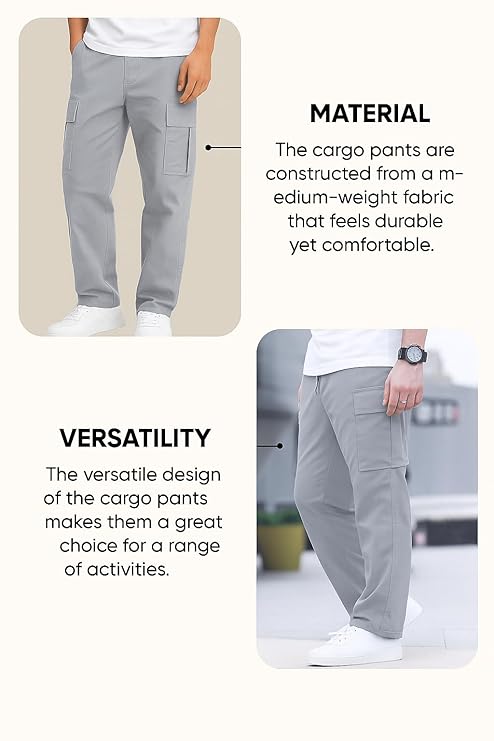 MATERIAL
The cargo pants are
constructed from a m-
edium-weight fabric
that feels durable
yet comfortable.
VERSATILITY
The versatile design
of the cargo pants
makes them a great
choice for a range
of activities.